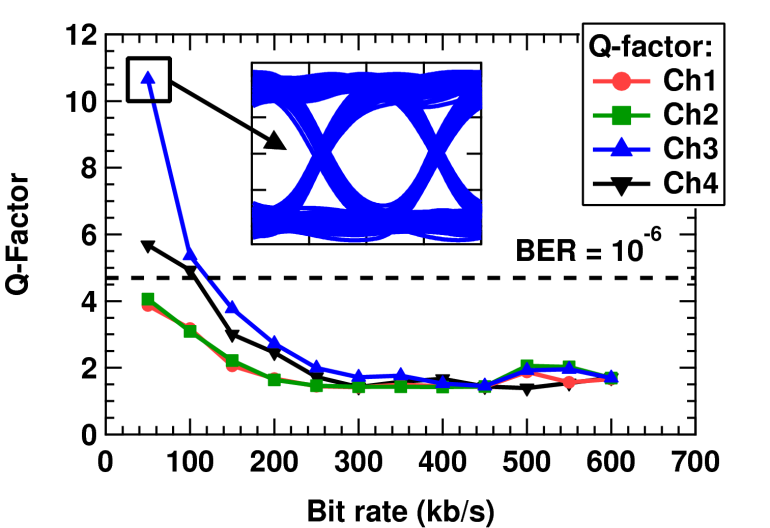 Q-factor:
Ch1
Ch2
Ch3
Ch4
BER = 10^-6
Q-Factor
12
10
8
6
4
2
0
0 100 200 300 400 500 600 700
Bit rate (kb/s)